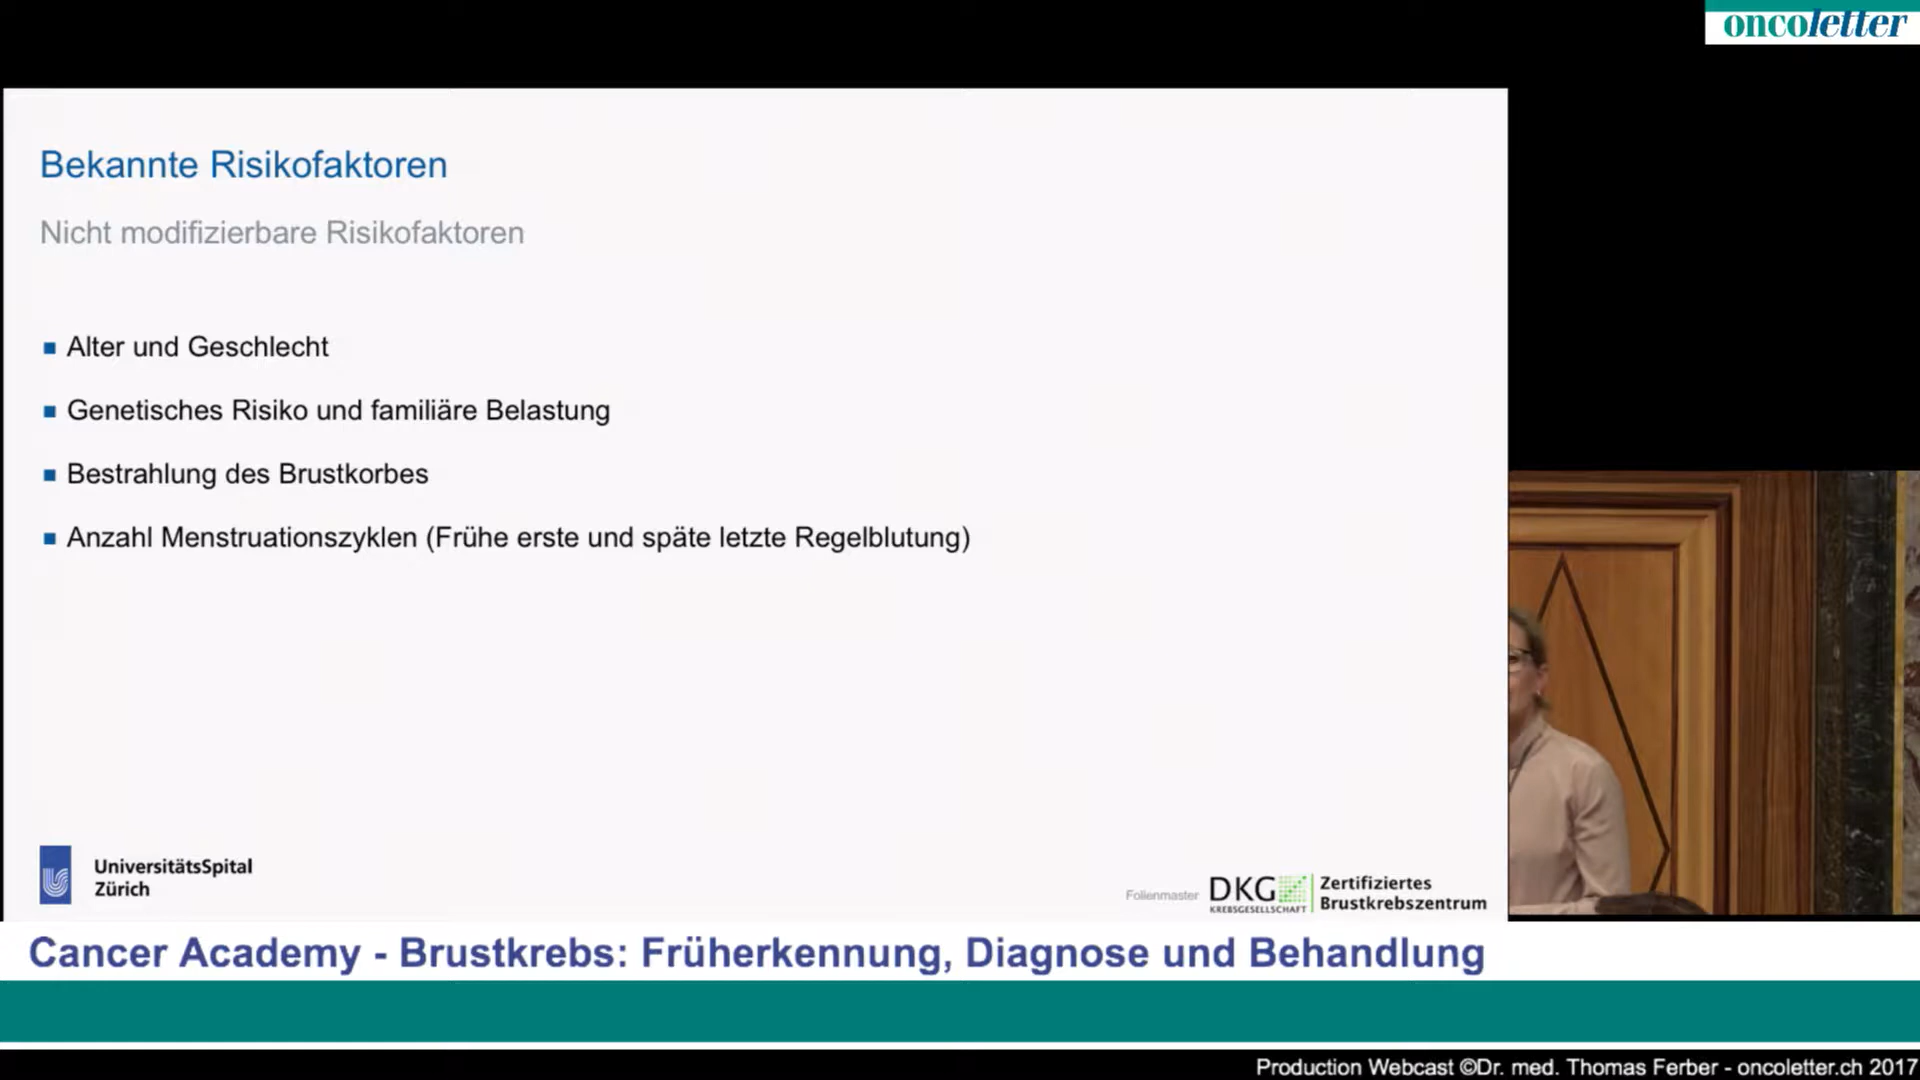 oncoletter
Bekannte Risikofaktoren
Nicht modifizierbare Risikofaktoren
Alter und Geschlecht
Genetisches Risiko und familiäre Belastung
Bestrahlung des Brustkorbes
Anzahl Menstruationszyklen (Frühe erste und späte letzte Regelblutung)
UniversitätsSpital
Zürich
Folienmaster
DKG
KREBSGESELLSCHAFT
Zertifiziertes
Brustkrebszentrum
Cancer Academy - Brustkrebs: Früherkennung, Diagnose und Behandlung
Production Webcast ©Dr. med. Thomas Ferber - oncoletter.ch 2017